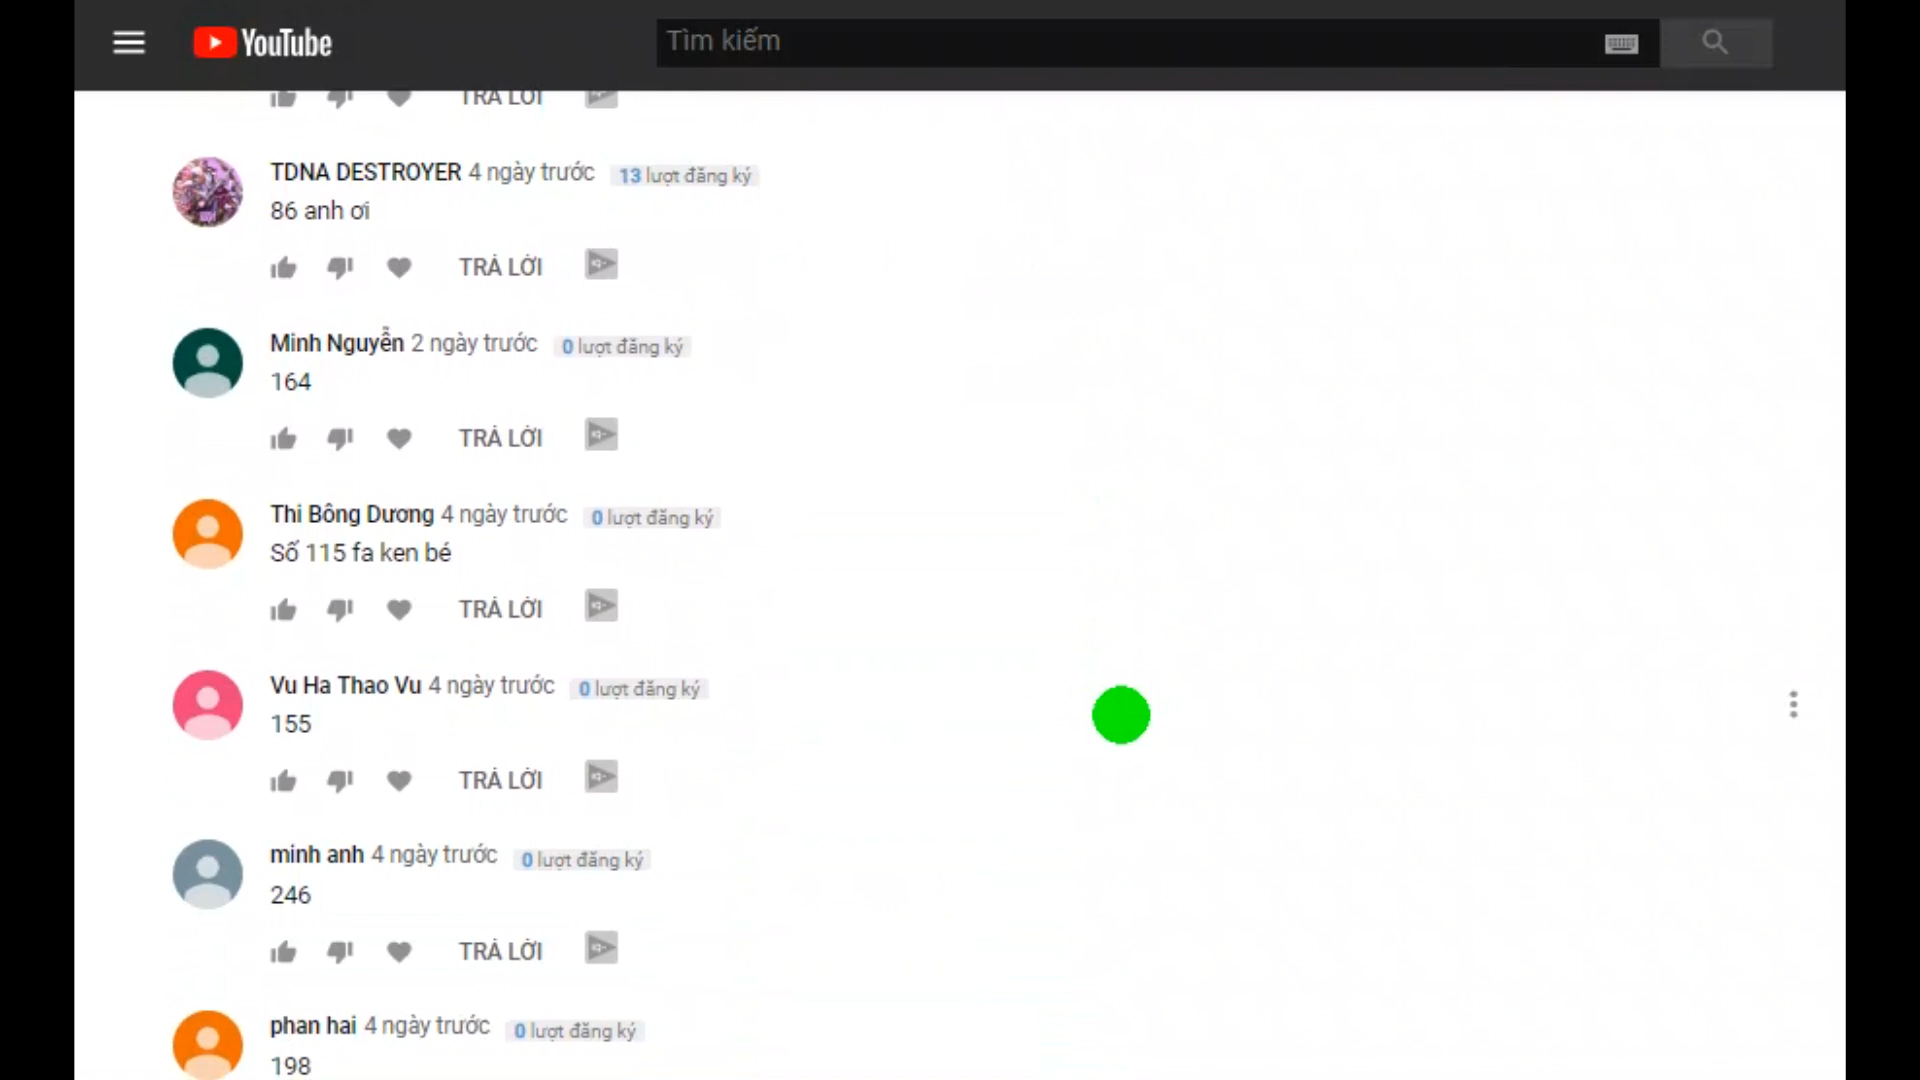 YouTube
Tìm kiếm
TRẢ LỜI
TDNA DESTROYER 4 ngày trước 13 lượt đăng ký
86 anh ơi
TRẢ LỜI
Minh Nguyễn 2 ngày trước 0 lượt đăng ký
164
TRẢ LỜI
Thi Bông Dương 4 ngày trước 0 lượt đăng ký
Số 115 fa ken bé
TRẢ LỜI
Vu Ha Thao Vu 4 ngày trước 0 lượt đăng ký
155
TRẢ LỜI
minh anh 4 ngày trước 0 lượt đăng ký
246
TRẢ LỜI
phan hai 4 ngày trước 0 lượt đăng ký
198